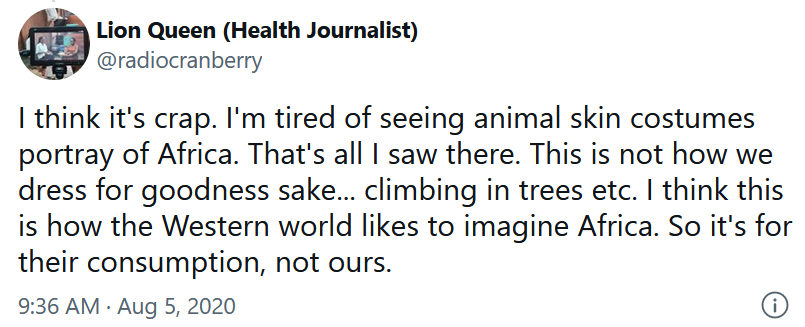 Lion Queen (Health Journalist)
@radiocranberry
I think it's crap. I'm tired of seeing animal skin costumes
portray of Africa. That's all I saw there. This is not how we
dress for goodness sake... climbing in trees etc. I think this
is how the Western world likes to imagine Africa. So it's for
their consumption, not ours.
9:36 AM · Aug 5, 2020